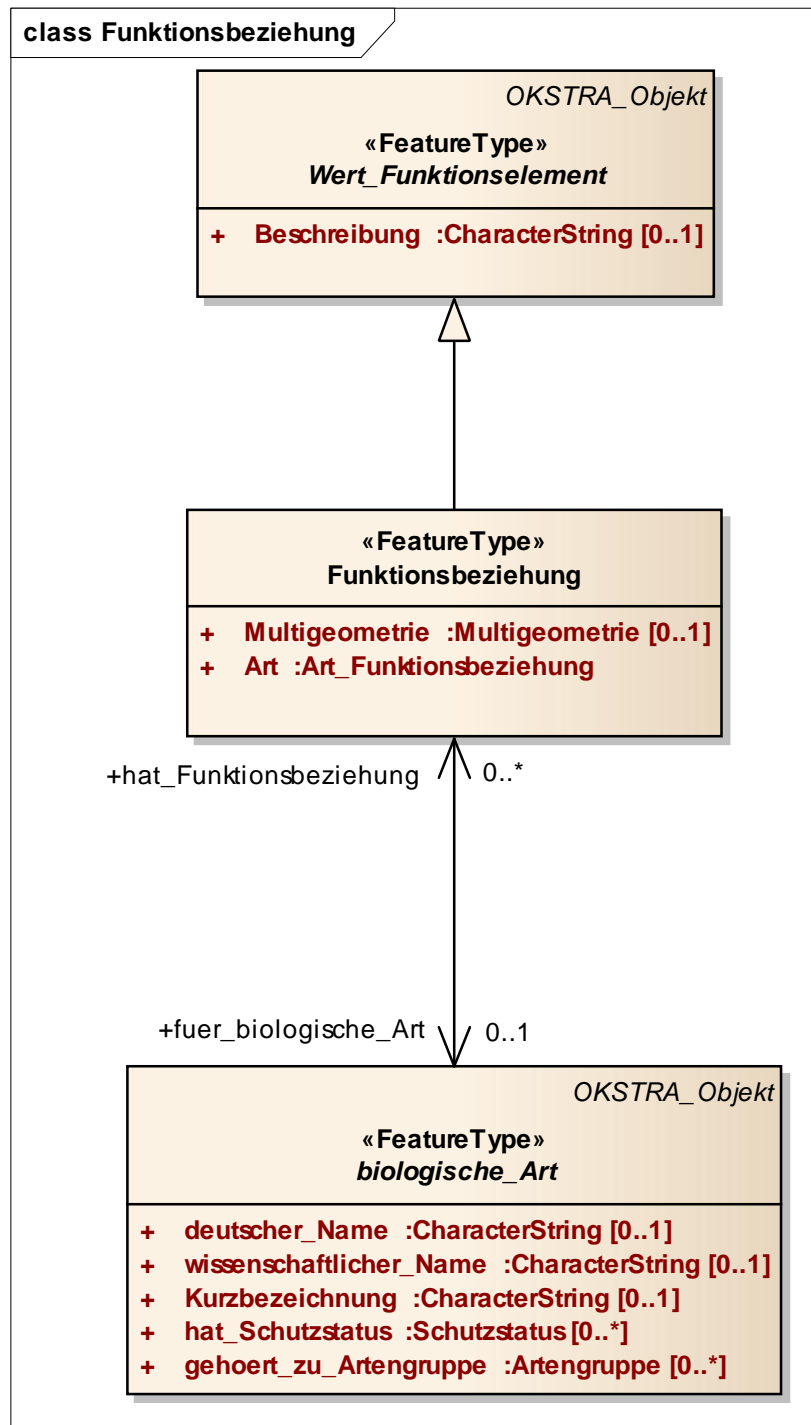 class Funktionsbeziehung
OKSTRA_Objekt
«FeatureType»
Wert_Funktionselement
+ Beschreibung :CharacterString [0..1]
«FeatureType»
Funktionsbeziehung
+ Multigeometrie :Multigeometrie [0..1]
+ Art :Art_Funktionsbeziehung
+hat_Funktionsbeziehung 0..*
+fuer_biologische_Art 0..1
OKSTRA_Objekt
«FeatureType»
biologische_Art
+ deutscher_Name :CharacterString [0..1]
+ wissenschaftlicher_Name :CharacterString [0..1]
+ Kurzbezeichnung :CharacterString [0..1]
+ hat_Schutzstatus :Schutzstatus [0..*]
+ gehoert_zu_Artengruppe :Artengruppe [0..*]